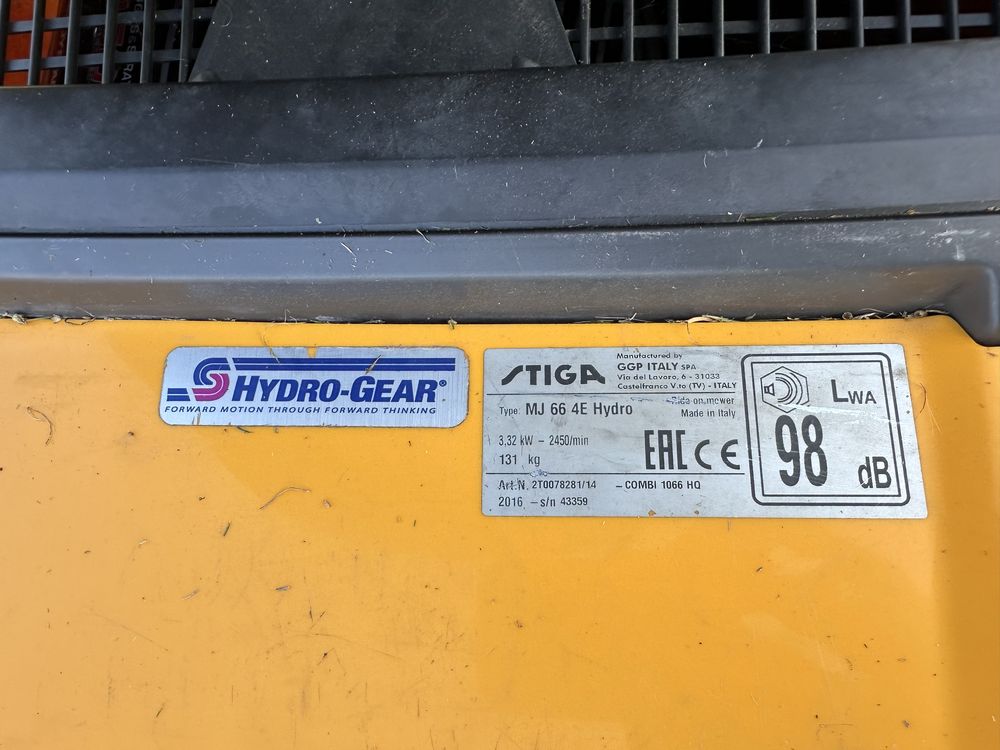 HYDRO-GEAR®
FORWARD MOTION THROUGH FORWARD THINKING
STIGA
Manufactured by
GGP ITALY SPA
Via del Lavoro, 6 - 31033
Castelfranco V.to (TV) - ITALY
Type: MJ 66 4E Hydro
Ride-on mower
Made in Italy
3.32 kW - 2450/min
131 kg
EAC CE
Art.N. 2T0078281/14 - COMBI 1066 HQ
2016 - s/n 43359
LWA
98 dB